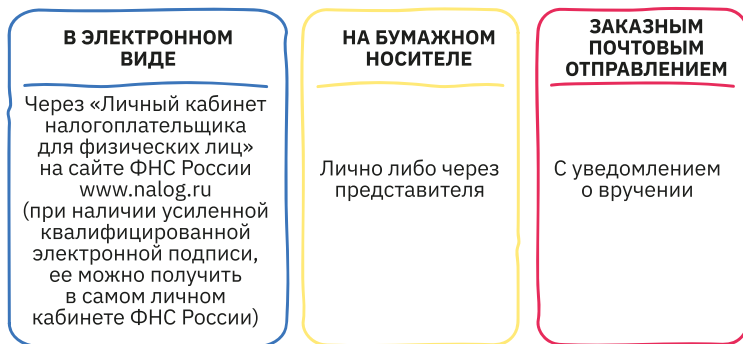 В ЭЛЕКТРОННОМ
ВИДЕ
Через «Личный кабинет
налогоплательщика
для физических лиц»
на сайте ФНС России
www.nalog.ru
(при наличии усиленной
квалифицированной
электронной подписи,
ее можно получить
в самом личном
кабинете ФНС России)
НА БУМАЖНОМ
НОСИТЕЛЕ
Лично либо через
представителя
ЗАКАЗНЫМ
ПОЧТОВЫМ
ОТПРАВЛЕНИЕМ
С уведомлением
о вручении